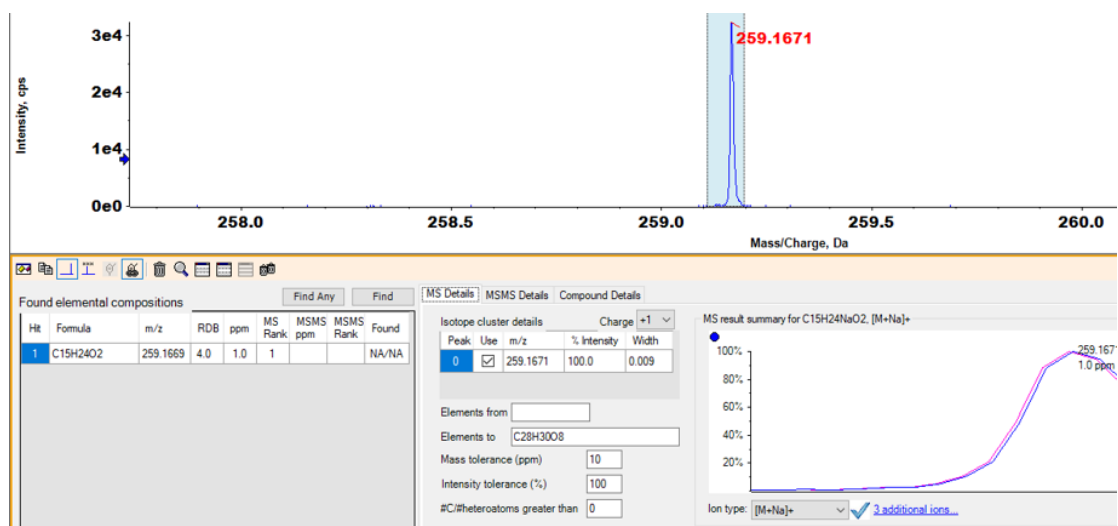 Intensity, cps
3e4
2e4
1e4
0e0
259.1671
258.0 258.5 259.0 259.5 260.0
Mass/Charge, Da
Found elemental compositions Find Any Find
Hit Formula m/z RDB ppm MS Rank MSMS ppm MSMS Rank Found
1 C15H24O2 259.1669 4.0 1.0 1 NA/NA
MS Details MSMS Details Compound Details
Isotope cluster details Charge +1
Peak Use m/z % Intensity Width
0 259.1671 100.0 0.009
Elements from
Elements to C28H30O8
Mass tolerance (ppm) 10
Intensity tolerance (%) 100
#C/#heteroatoms greater than 0
MS result summary for C15H24NaO2, [M+Na]+
100%
80%
60%
40%
20%
259.1671
1.0 ppm
Ion type: [M+Na]+ 3 additional ions...